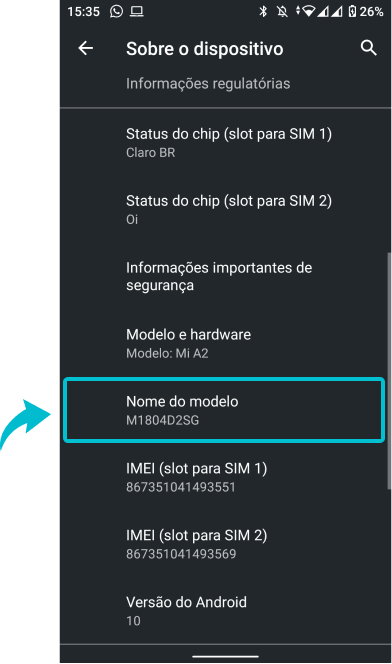 15:35
26%
Sobre o dispositivo
Informações regulatórias
Status do chip (slot para SIM 1)
Claro BR
Status do chip (slot para SIM 2)
Oi
Informações importantes de
segurança
Modelo e hardware
Modelo: Mi A2
Nome do modelo
M1804D2SG
IMEI (slot para SIM 1)
867351041493551
IMEI (slot para SIM 2)
867351041493569
Versão do Android
10